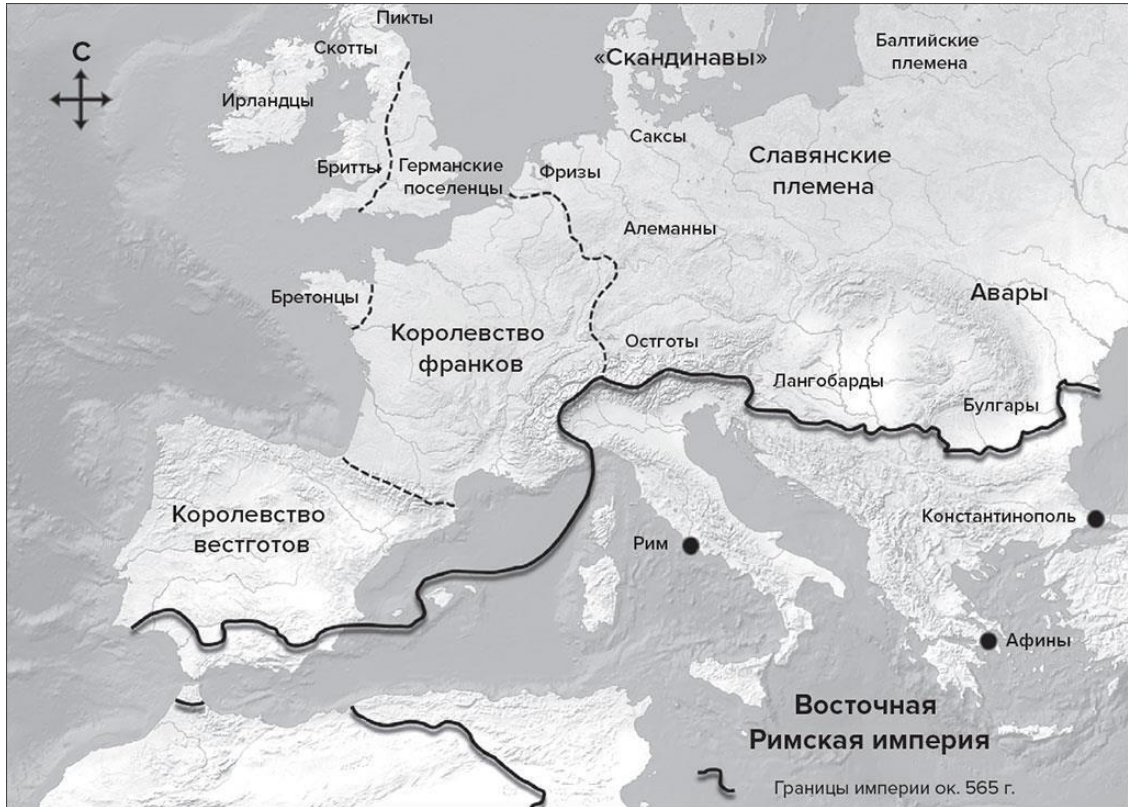 Пикты
С
Скотты
«Скандинавы»
Балтийские
племена
Ирландцы
Саксы
Бритты
Германские
поселенцы
Фризы
Славянские
племена
Алеманны
Бретонцы
Авары
Королевство
франков
Остготы
Лангобарды
Булгары
Королевство
вестготов
Константинополь
Рим
Афины
Восточная
Римская империя
Границы империи ок. 565 г.